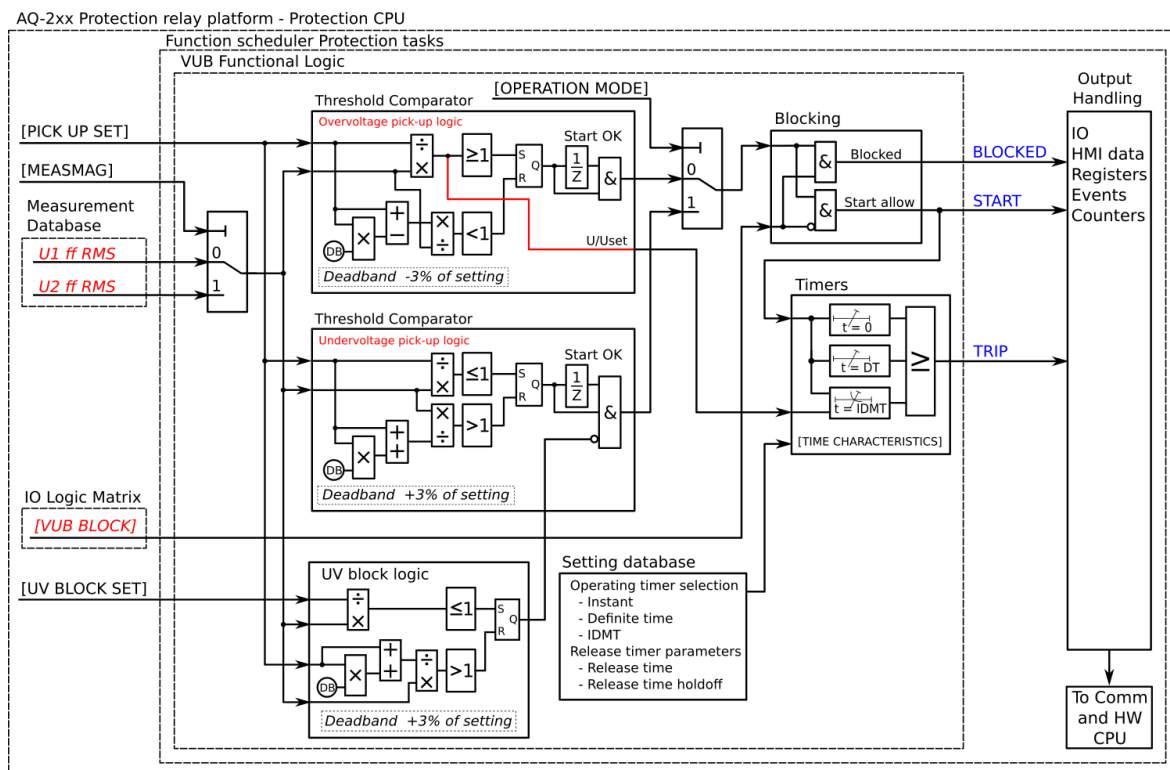 AQ-2xx Protection relay platform - Protection CPU
Function scheduler Protection tasks
VUB Functional Logic
[OPERATION MODE]
Output
Handling
IO
HMI data
Registers
Events
Counters
Threshold Comparator
Overvoltage pick-up logic
÷
×
≥1
S
Q
R
Start OK
1
Z
&
+
−
×
÷
<1
×
DB
U/Uset
Deadband -3% of setting
[PICK UP SET]
[MEASMAG]
Measurement
Database
U1 ff RMS
U2 ff RMS
0
1
0
1
Blocking
&
Blocked
&
Start allow
BLOCKED
START
Threshold Comparator
Undervoltage pick-up logic
÷
×
≤1
S
Q
R
Start OK
1
Z
&
×
÷
>1
+
+
×
DB
Deadband +3% of setting
Timers
t = 0
t = DT
t = IDMT
≥
[TIME CHARACTERISTICS]
TRIP
IO Logic Matrix
[VUB BLOCK]
[UV BLOCK SET]
UV block logic
÷
×
≤1
S
Q
R
+
+
÷
×
>1
×
DB
Deadband +3% of setting
Setting database
Operating timer selection
- Instant
- Definite time
- IDMT
Release timer parameters
- Release time
- Release time holdoff
To Comm
and HW
CPU